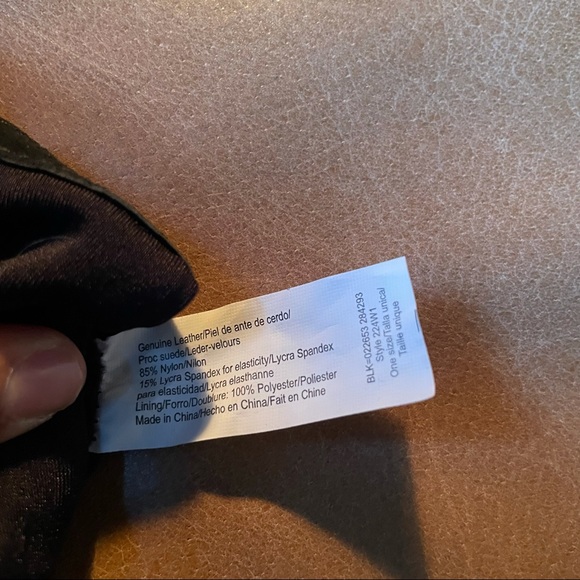 Genuine Leather/Piel de ante de cerdo/
Proc suede/Leder-velours
85% Nylon/Nilon
15% Lycra Spandex for elasticity/Lycra Spandex
para elasticidad/Lycra elasthanne
Lining/Forro/Doublure: 100% Polyester/Poliester
Made in China/Hecho en China/Fait en Chine
BLK=022653 284293
Style 224W1
One size/Talla unica/
Taille unique